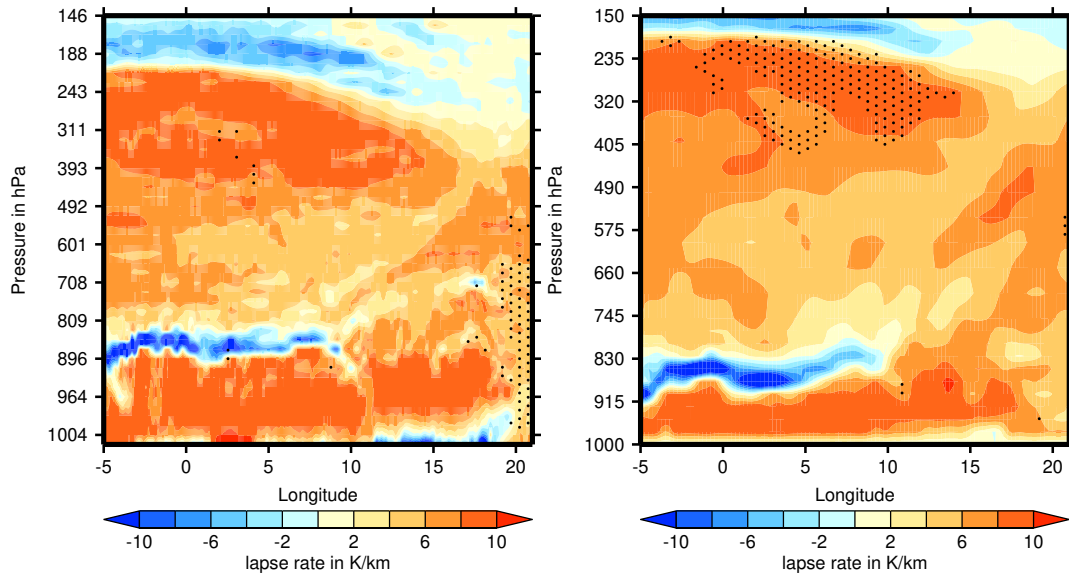 146
188
243
311
393
492
601
708
809
896
964
1004
Pressure in hPa
-5 0 5 10 15 20
Longitude
-10 -6 -2 2 6 10
lapse rate in K/km
150
235
320
405
490
575
660
745
830
915
1000
Pressure in hPa
-5 0 5 10 15 20
Longitude
-10 -6 -2 2 6 10
lapse rate in K/km